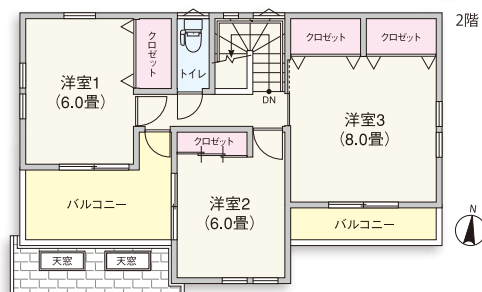 2階
クロゼット
トイレ
クロゼット
クロゼット
洋室1
(6.0畳)
DN
洋室3
(8.0畳)
クロゼット
洋室2
(6.0畳)
バルコニー
バルコニー
N
天窓
天窓